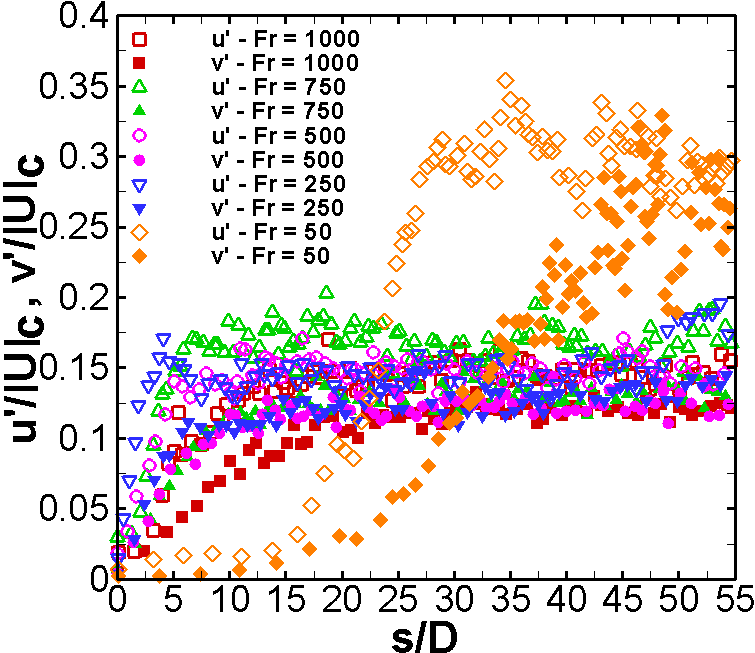 0.4
0.35
0.3
0.25
0.2
0.15
0.1
0.05
0
u'/|U|c, v'/|U|c
u' - Fr = 1000
v' - Fr = 1000
u' - Fr = 750
v' - Fr = 750
u' - Fr = 500
v' - Fr = 500
u' - Fr = 250
v' - Fr = 250
u' - Fr = 50
v' - Fr = 50
0 5 10 15 20 25 30 35 40 45 50 55
s/D